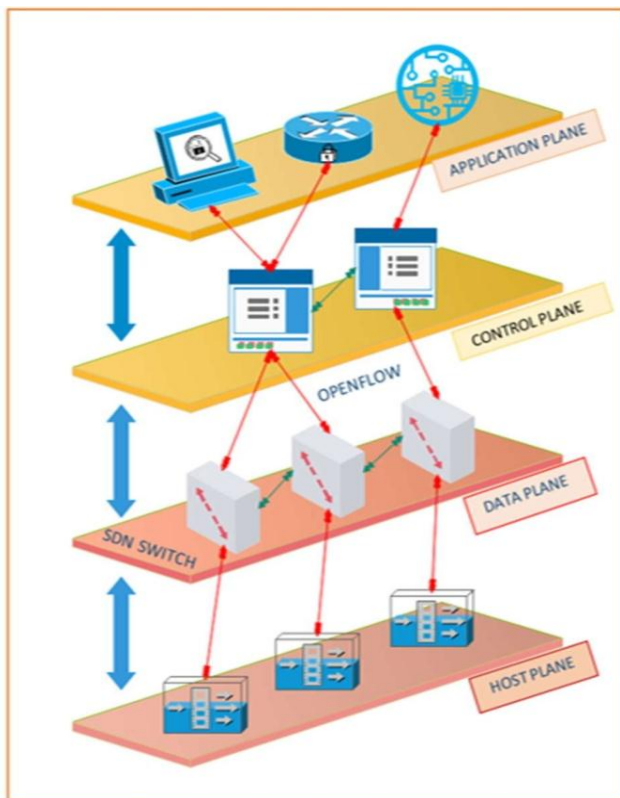 APPLICATION PLANE
CONTROL PLANE
OPENFLOW
DATA PLANE
SDN SWITCH
HOST PLANE